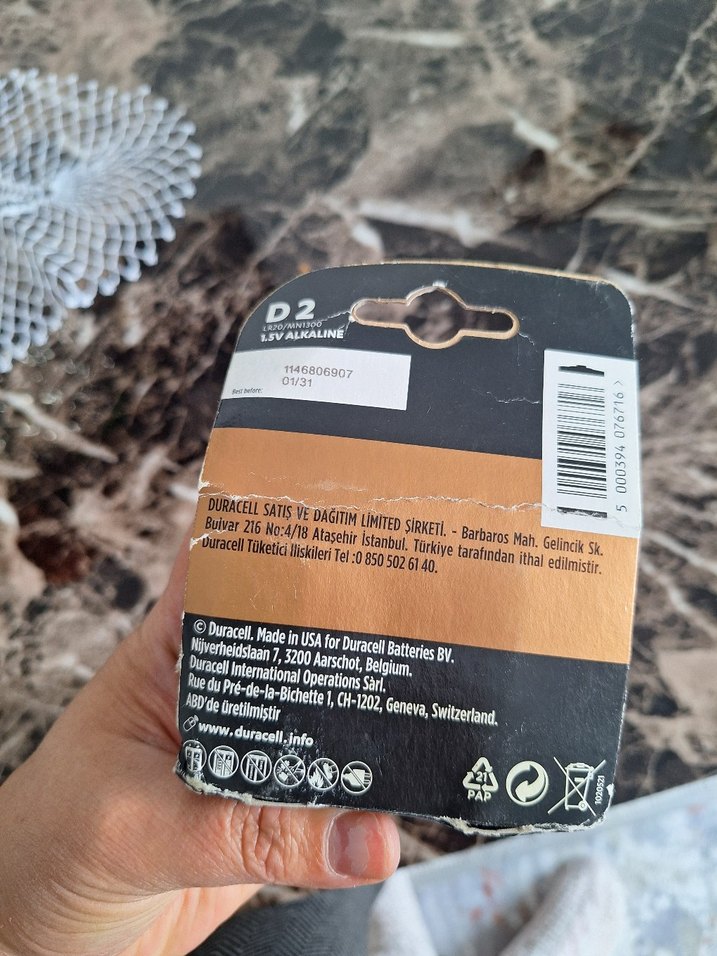 D 2
LR20/MN1300
1.5V ALKALINE
1146806907
Best before: 01/31
5 000394 076716 >
DURACELL SATIŞ VE DAĞITIM LİMİTED ŞİRKETİ. - Barbaros Mah. Gelincik Sk.
Bulvar 216 No:4/18 Ataşehir İstanbul. Türkiye tarafından ithal edilmistir.
Duracell Tüketici İliskileri Tel :0 850 502 61 40.
© Duracell. Made in USA for Duracell Batteries BV.
Nijverheidslaan 7, 3200 Aarschot, Belgium.
Duracell International Operations Sàrl.
Rue du Pré-de-la-Bichette 1, CH-1202, Geneva, Switzerland.
ABD'de üretilmiştir
www.duracell.info
21
PAP
1020521